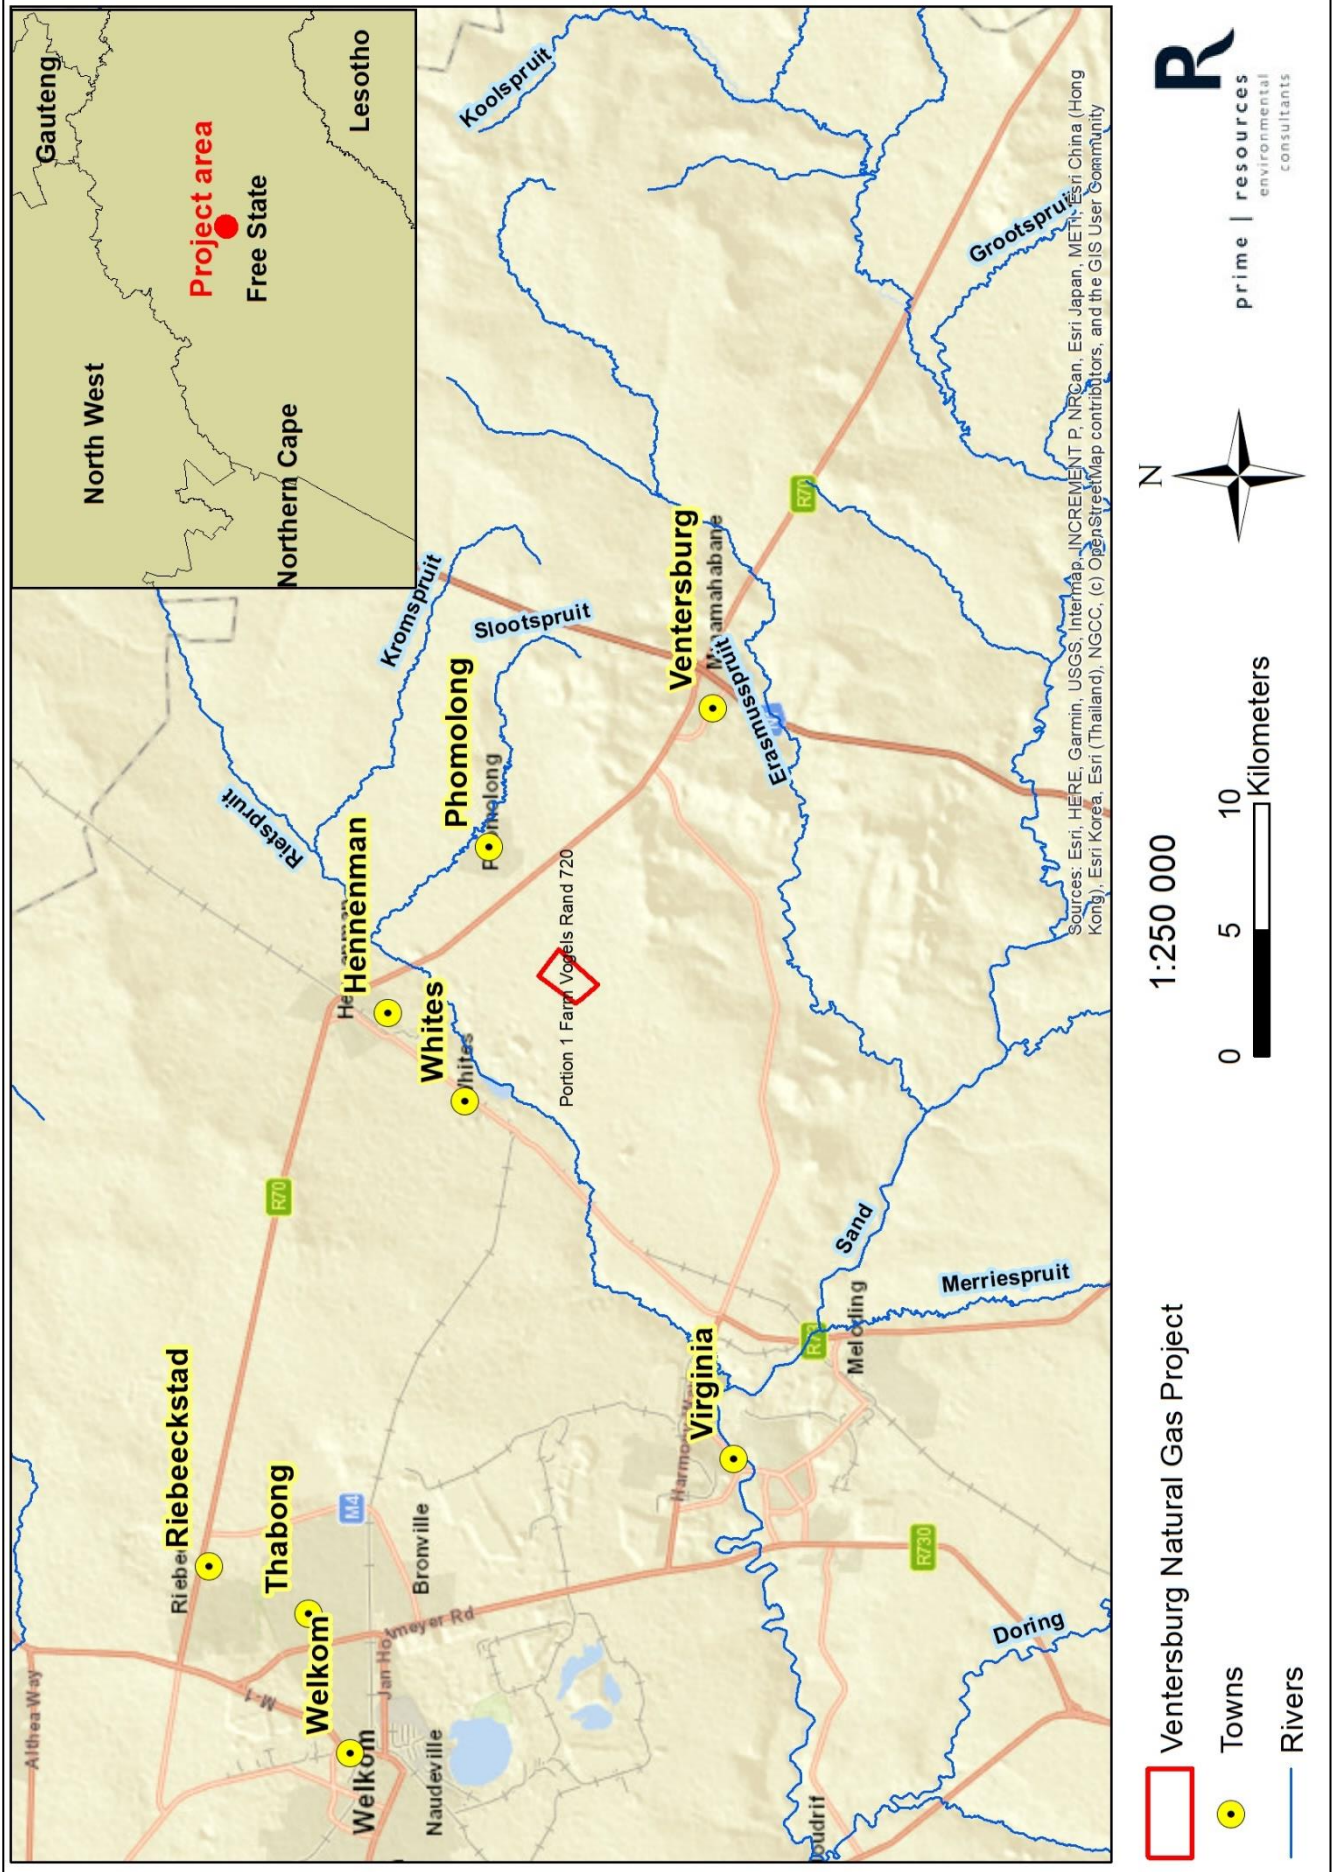 Gauteng
North West
Project area
Free State
Lesotho
Northern Cape
Koolspruit
Kromspruit
Rietspruit
Slootspruit
Riebeeckstad
Hennenman
Phomolong
Thabong
Whites
Welkom
Welkom
Althea Way
M-1
M4
R70
Bronville
Naudeville
Portion 1 Farm Vogels Rand 720
Ventersburg
Erasmusspruit
R70
Grootspruit
Virginia
Sand
Meloding
Merriespruit
R730
Doring
Sources: Esri, HERE, Garmin, USGS, Intermap, INCREMENT P, NRCan, Esri Japan, METI, Esri China (Hong
Kong), Esri Korea, Esri (Thailand), NGCC, (c) OpenStreetMap contributors, and the GIS User Community
Ventersburg Natural Gas Project
Towns
Rivers
1:250 000
0 5 10
Kilometers
N
R
prime | resources
environmental
consultants